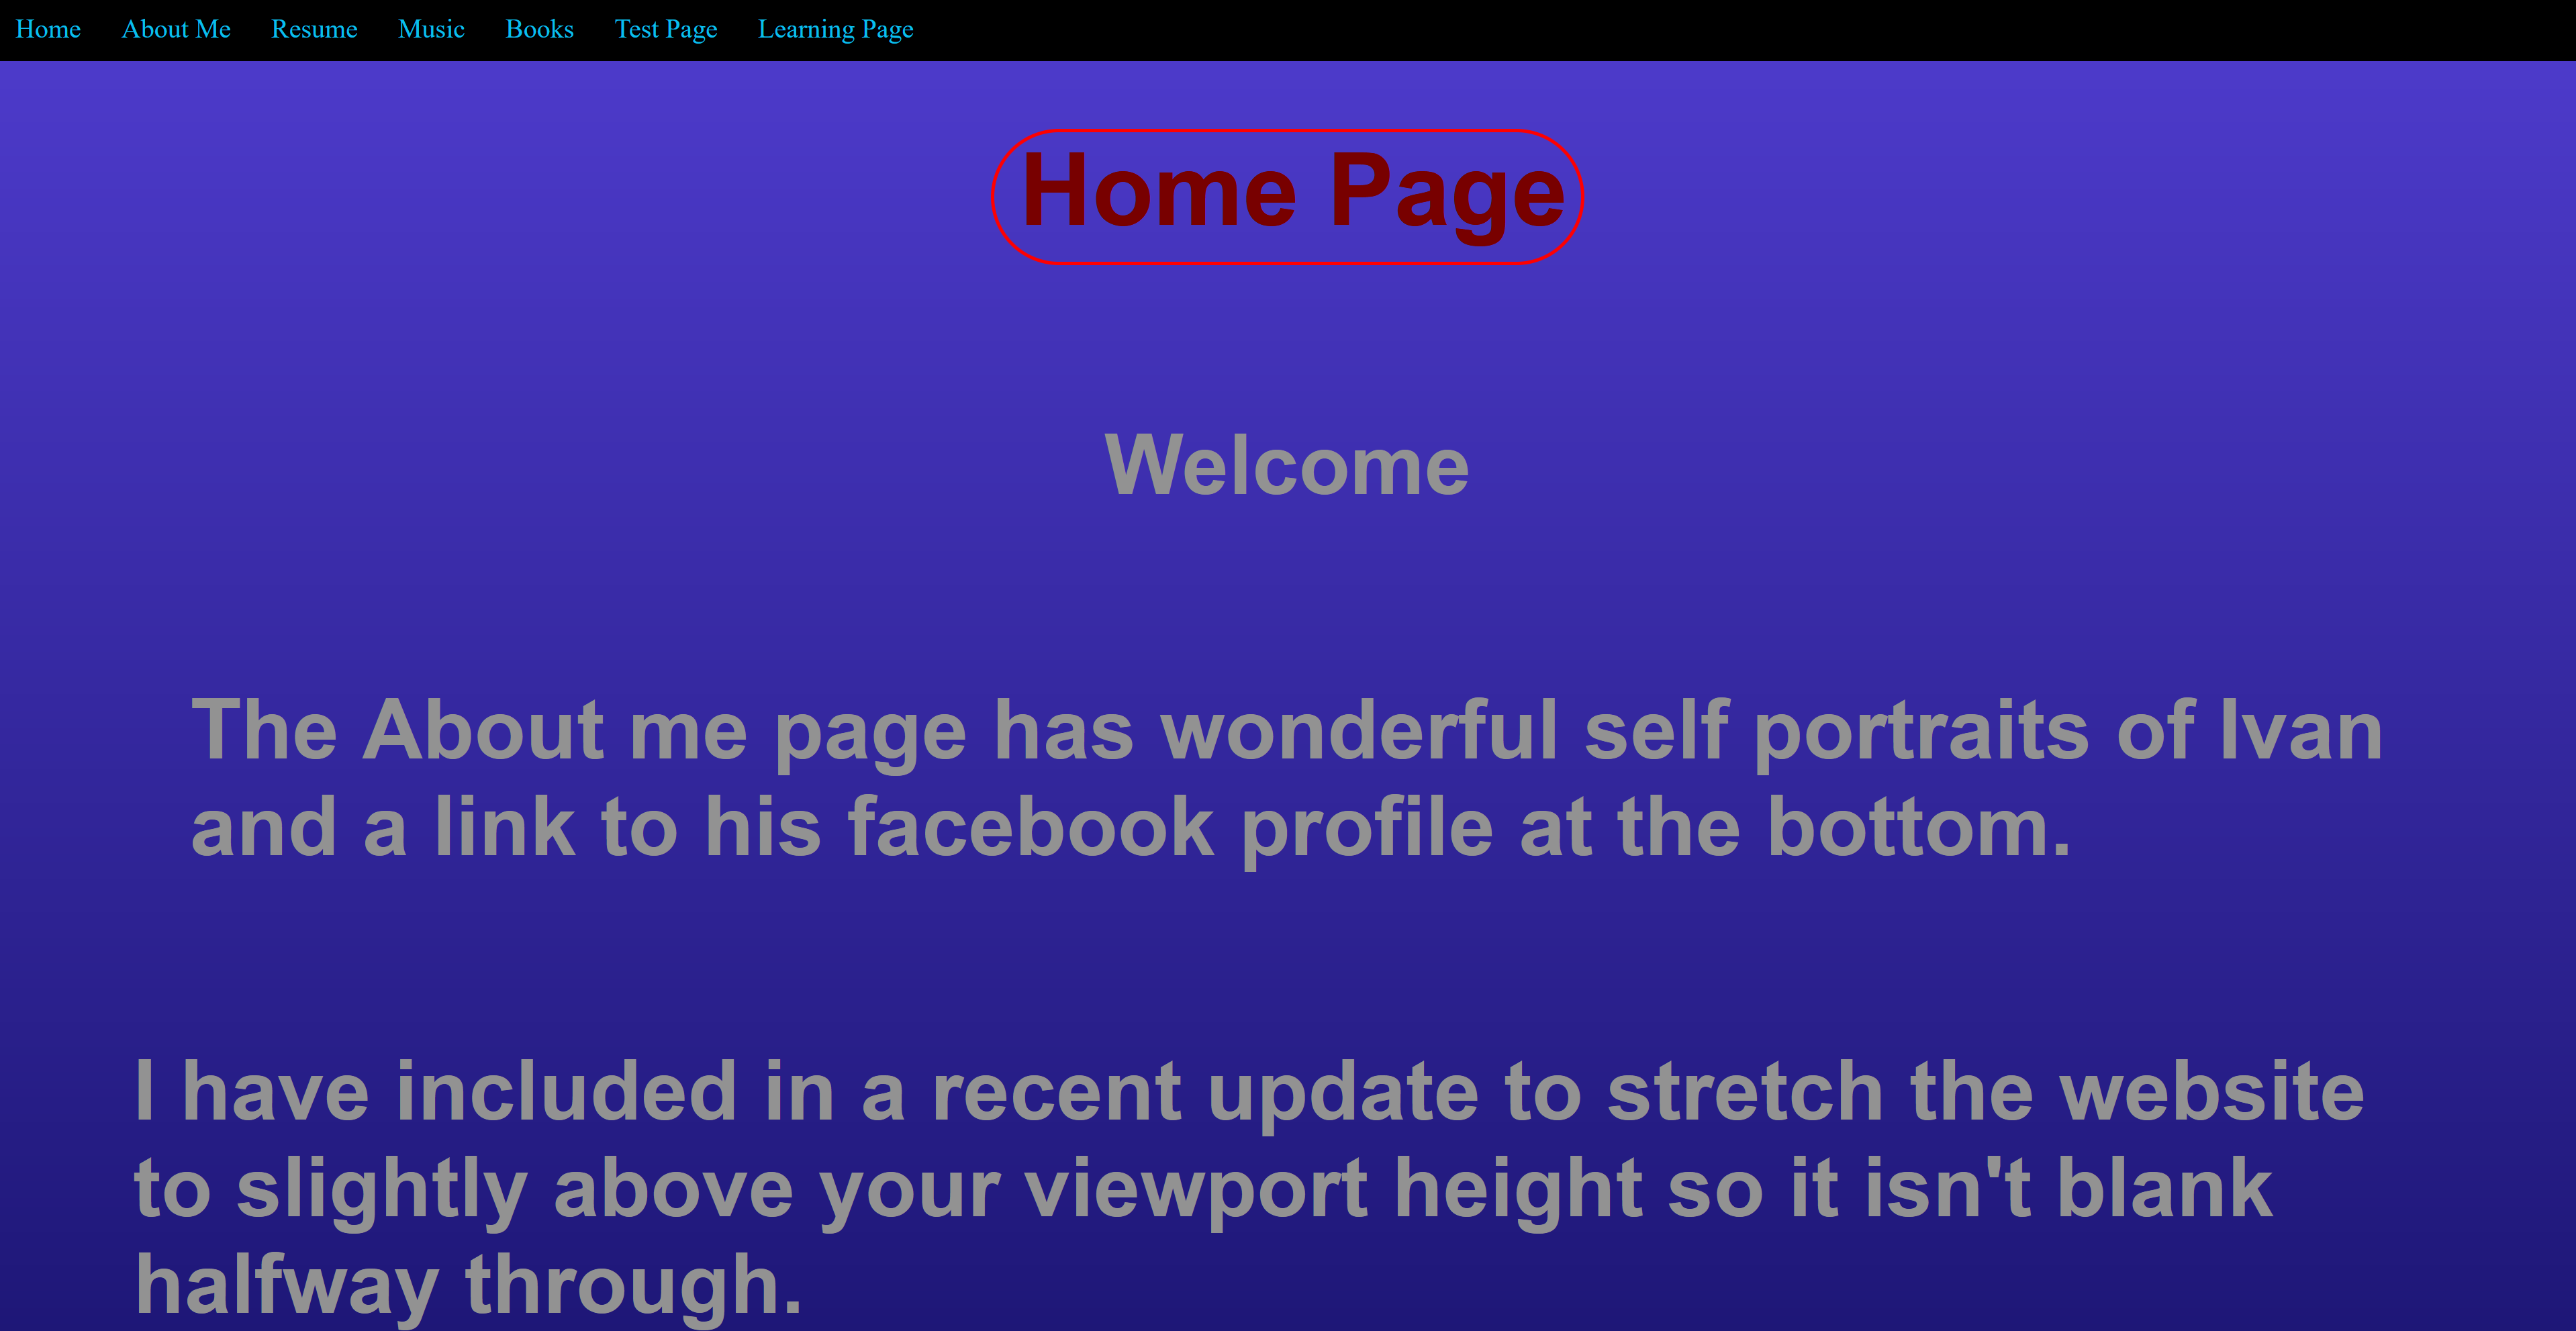 Home About Me Resume Music Books Test Page Learning Page
Home Page
Welcome
The About me page has wonderful self portraits of Ivan
and a link to his facebook profile at the bottom.
I have included in a recent update to stretch the website
to slightly above your viewport height so it isn't blank
halfway through.